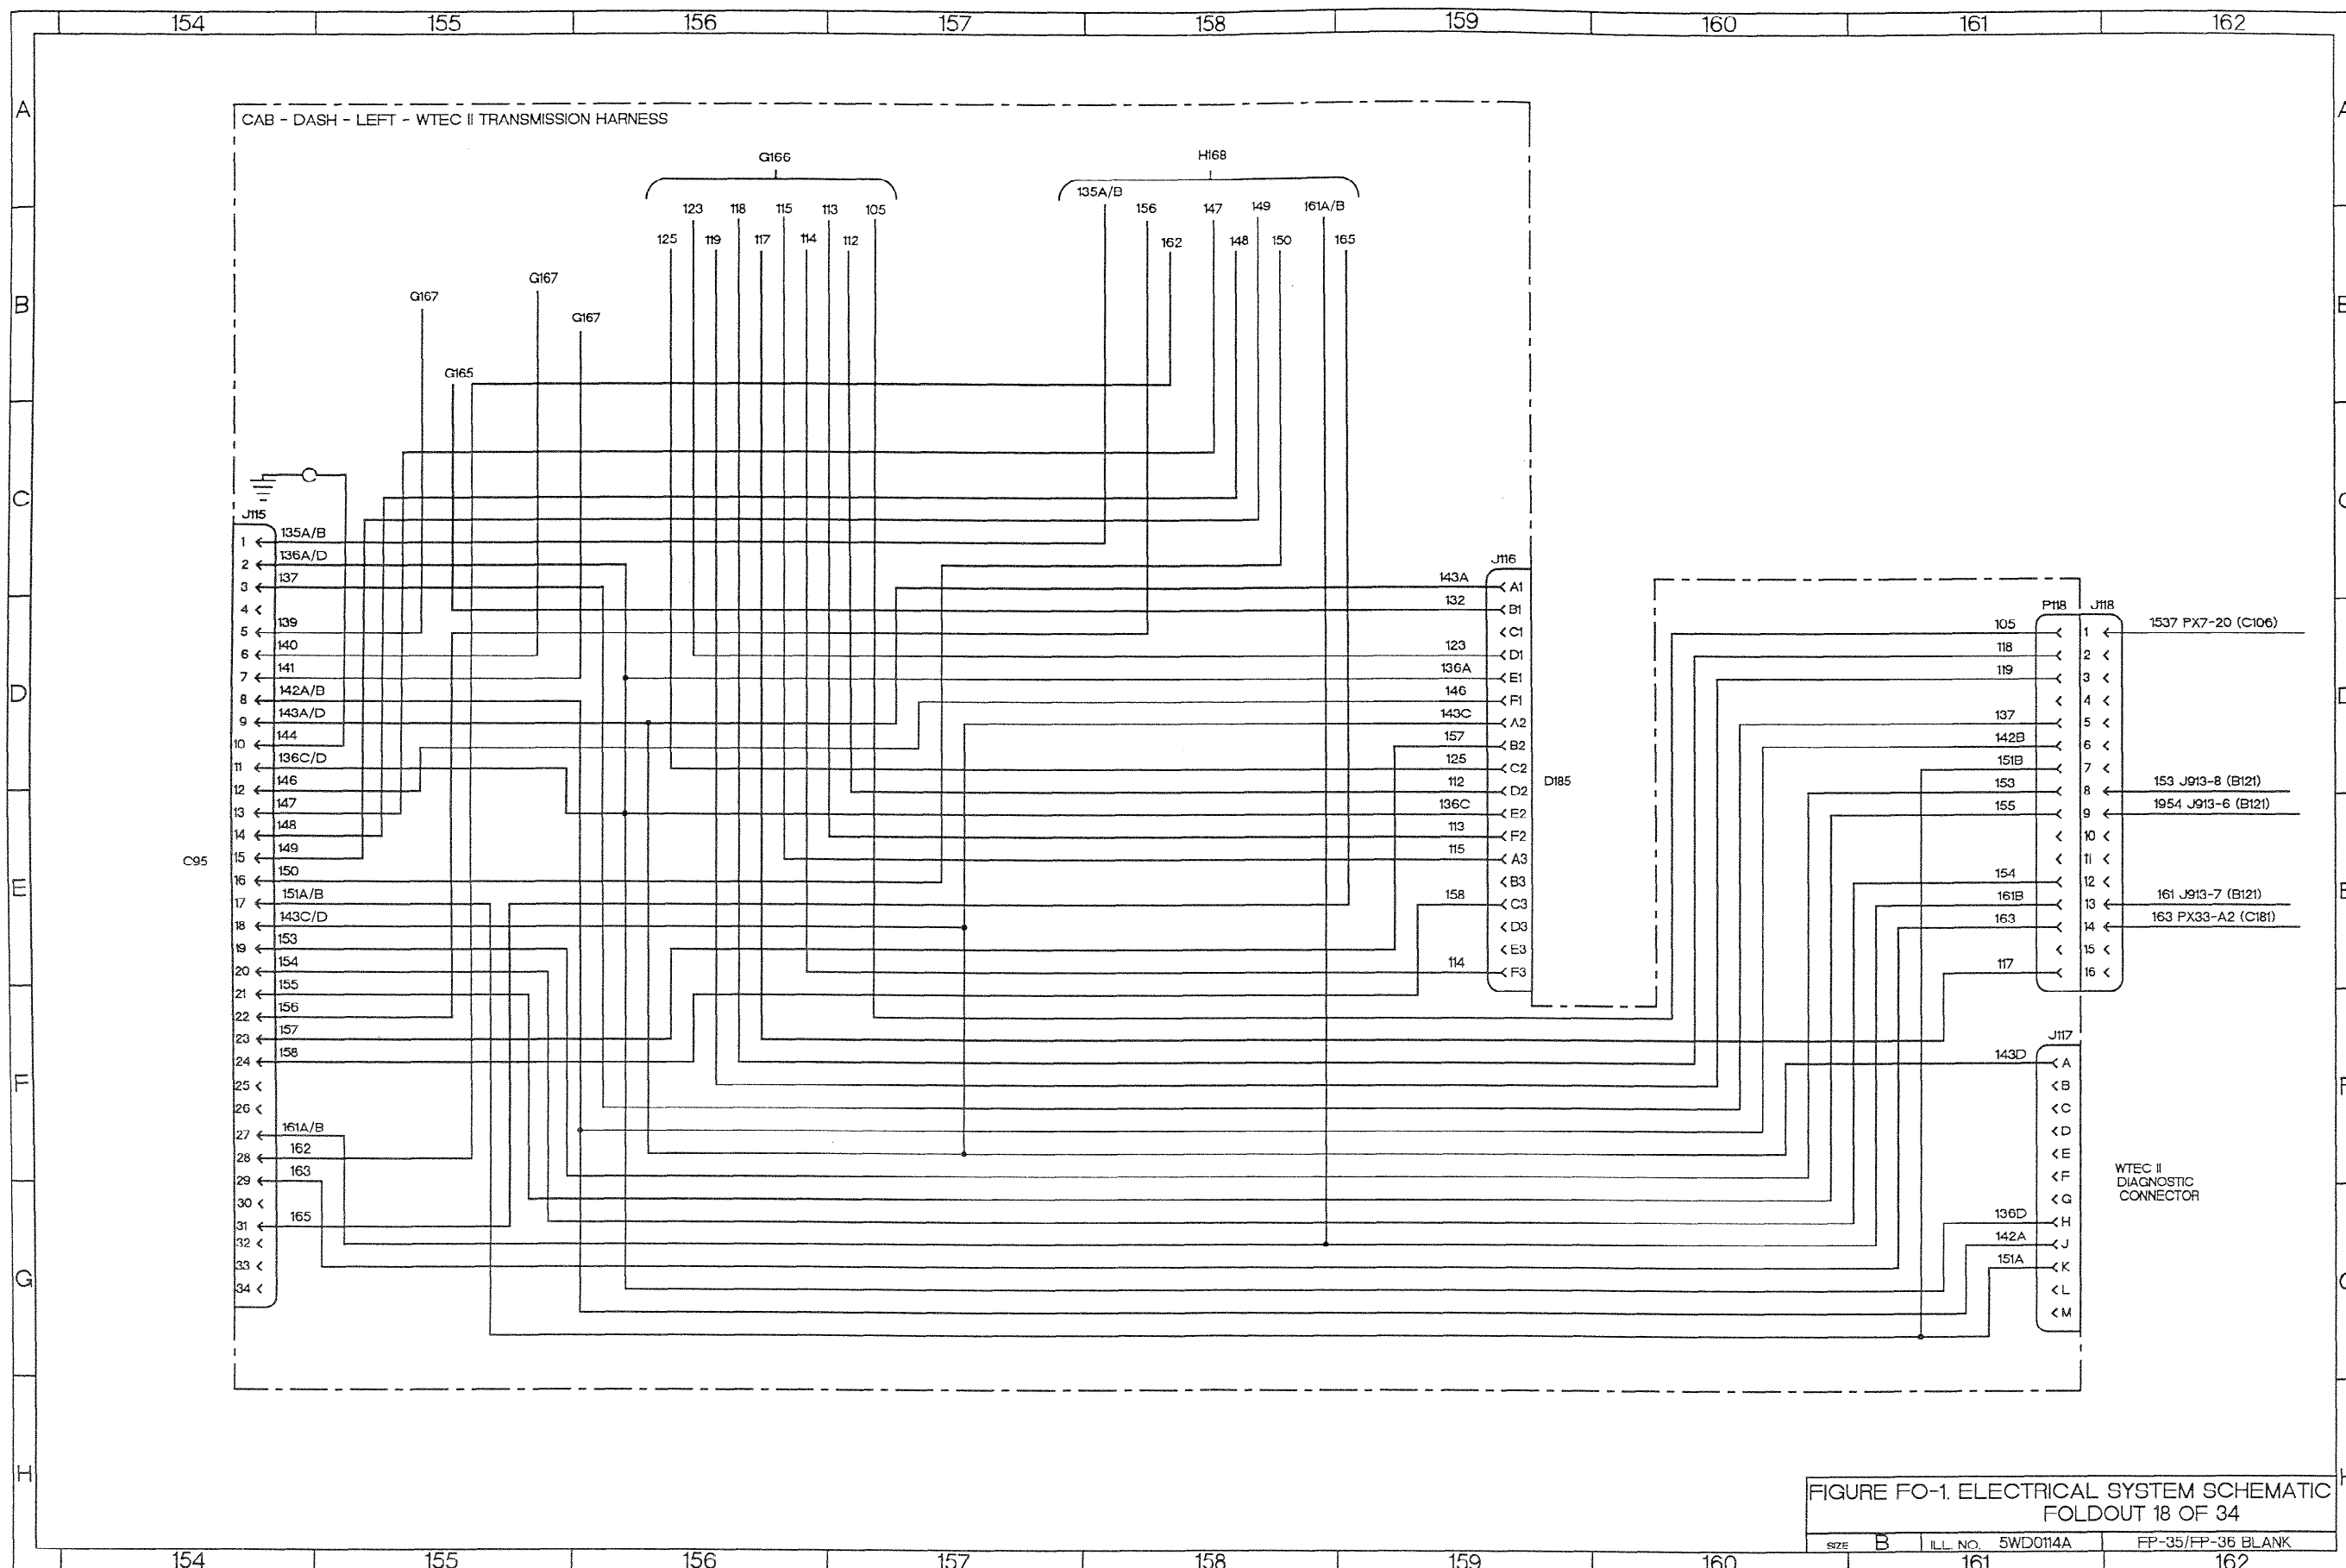 154 155 156 157 158 159 160 161 162
A A
CAB - DASH - LEFT - WTEC II TRANSMISSION HARNESS
G166 H168
135A/B
123 118 115 113 105 156 147 149 161A/B
125 119 117 114 112 162 148 150 165
G167
G167
B B
G167
G165
C C
J115
1 135A/B
2 136A/D
3 137
4
5 139
6 140
7 141
8 142A/B
9 143A/D
10 144
11 136C/D
12 146
13 147
14 148
15 149
16 150
17 151A/B
18 143C/D
19 153
20 154
21 155
22 156
23 157
24 158
25
26
27 161A/B
28 162
29 163
30
31 165
32
33
34
C95
J116
143A A1
132 B1
C1
123 D1
136A E1
146 F1
143C A2
157 B2
125 C2
112 D2
136C E2
113 F2
115 A3
B3
158 C3
D3
E3
114 F3
D185
P118 J118
105 1 1537 PX7-20 (C106)
118 2
119 3
4
137 5
142B 6
151B 7
153 8 153 J913-8 (B121)
155 9 1954 J913-6 (B121)
10
11
154 12
161B 13 161 J913-7 (B121)
163 14 163 PX33-A2 (C181)
15
117 16
J117
143D A
B
C
D
E
F
G
136D H
142A J
151A K
L
M
WTEC II
DIAGNOSTIC
CONNECTOR
D D
E E
F F
G G
H H
FIGURE FO-1. ELECTRICAL SYSTEM SCHEMATIC
FOLDOUT 18 OF 34
SIZE B ILL. NO. 5WD0114A FP-35/FP-36 BLANK
154 155 156 157 158 159 160 161 162